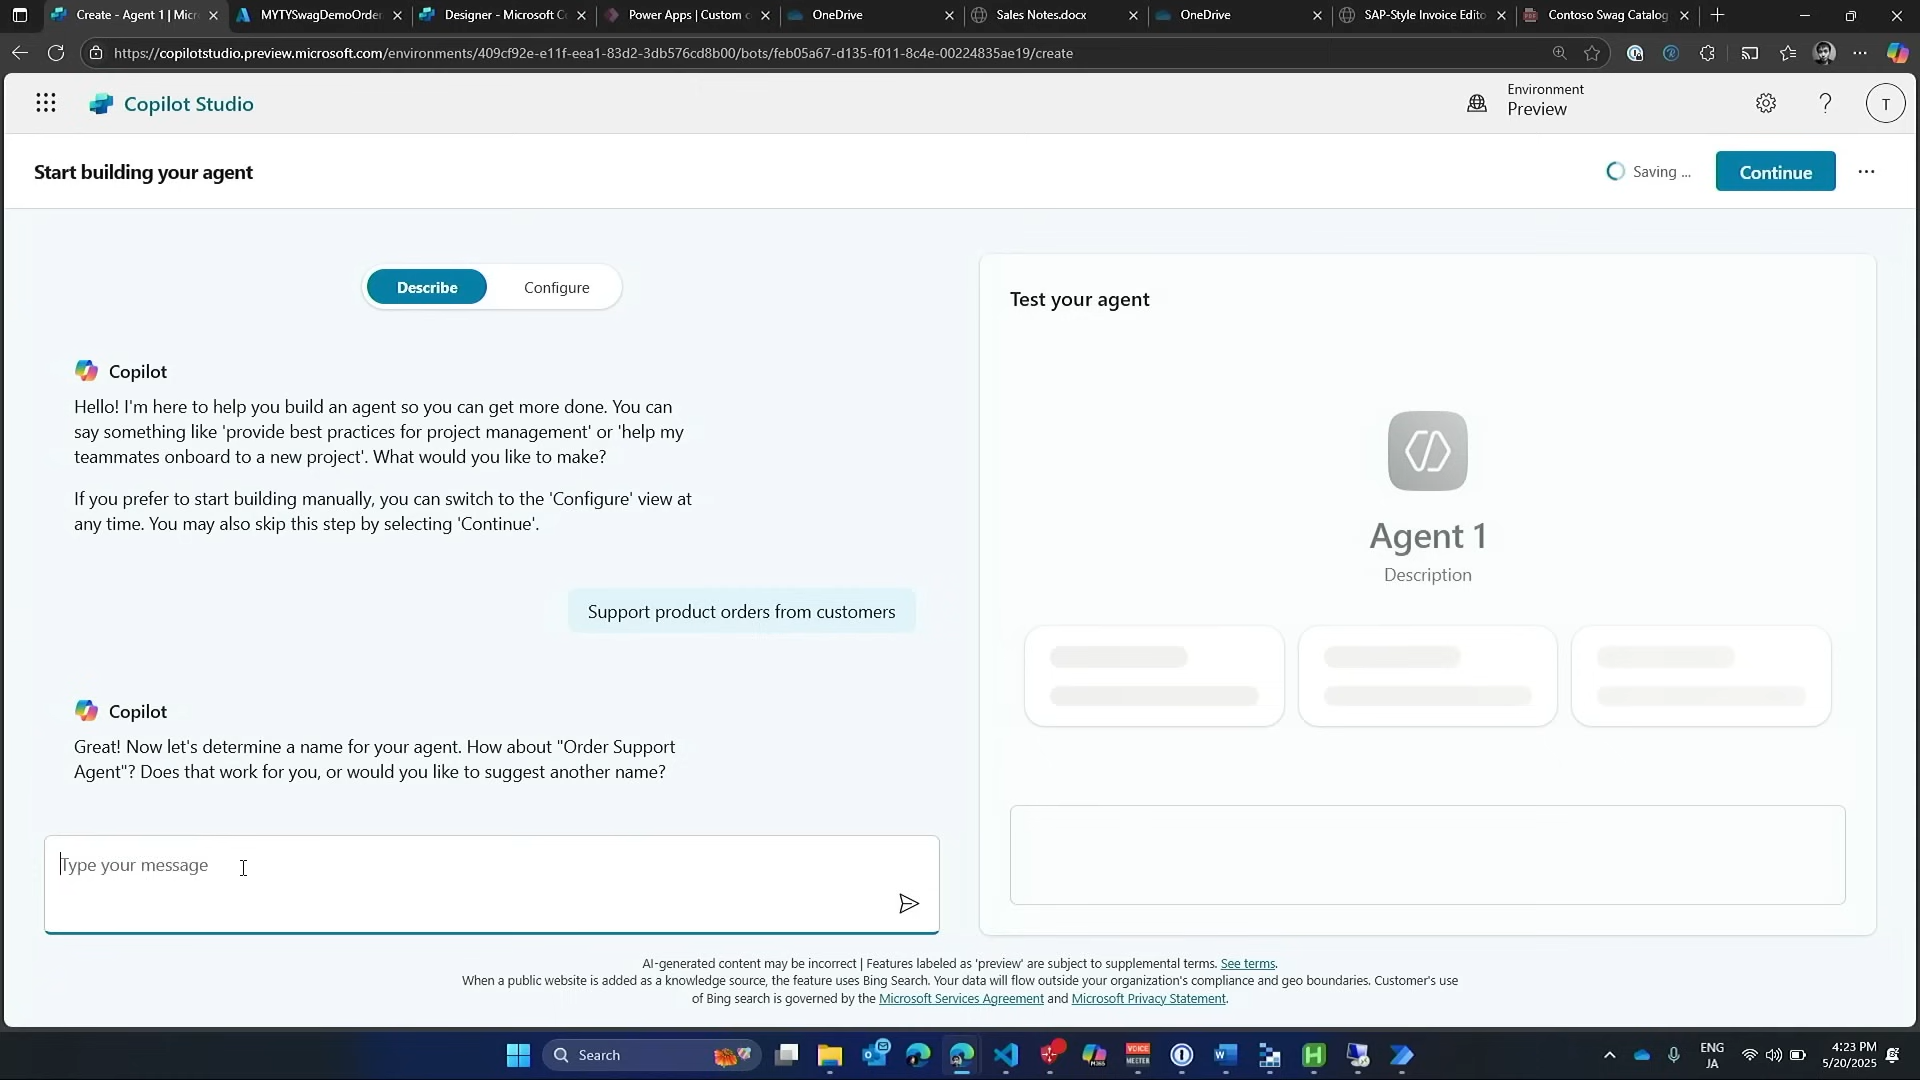 Create - Agent 1 | Micr
MYTYSwagDemoOrder
Designer - Microsoft C
Power Apps | Custom c
OneDrive
Sales Notes.docx
OneDrive
SAP-Style Invoice Edito
Contoso Swag Catalog
https://copilotstudio.preview.microsoft.com/environments/409cf92e-e11f-eea1-83d2-3db576cd8b00/bots/feb05a67-d135-f011-8c4e-00224835ae19/create
Copilot Studio
Environment
Preview
T
Start building your agent
Saving ...
Continue
Describe
Configure
Test your agent
Copilot
Hello! I'm here to help you build an agent so you can get more done. You can
say something like 'provide best practices for project management' or 'help my
teammates onboard to a new project'. What would you like to make?
If you prefer to start building manually, you can switch to the 'Configure' view at
any time. You may also skip this step by selecting 'Continue'.
Agent 1
Description
Support product orders from customers
Copilot
Great! Now let's determine a name for your agent. How about "Order Support
Agent"? Does that work for you, or would you like to suggest another name?
Type your message
AI-generated content may be incorrect | Features labeled as 'preview' are subject to supplemental terms. See terms.
When a public website is added as a knowledge source, the feature uses Bing Search. Your data will flow outside your organization's compliance and geo boundaries. Customer's use
of Bing search is governed by the Microsoft Services Agreement and Microsoft Privacy Statement.
Search
VOICE
MEETER
M365
ENG
JA
4:23 PM
5/20/2025